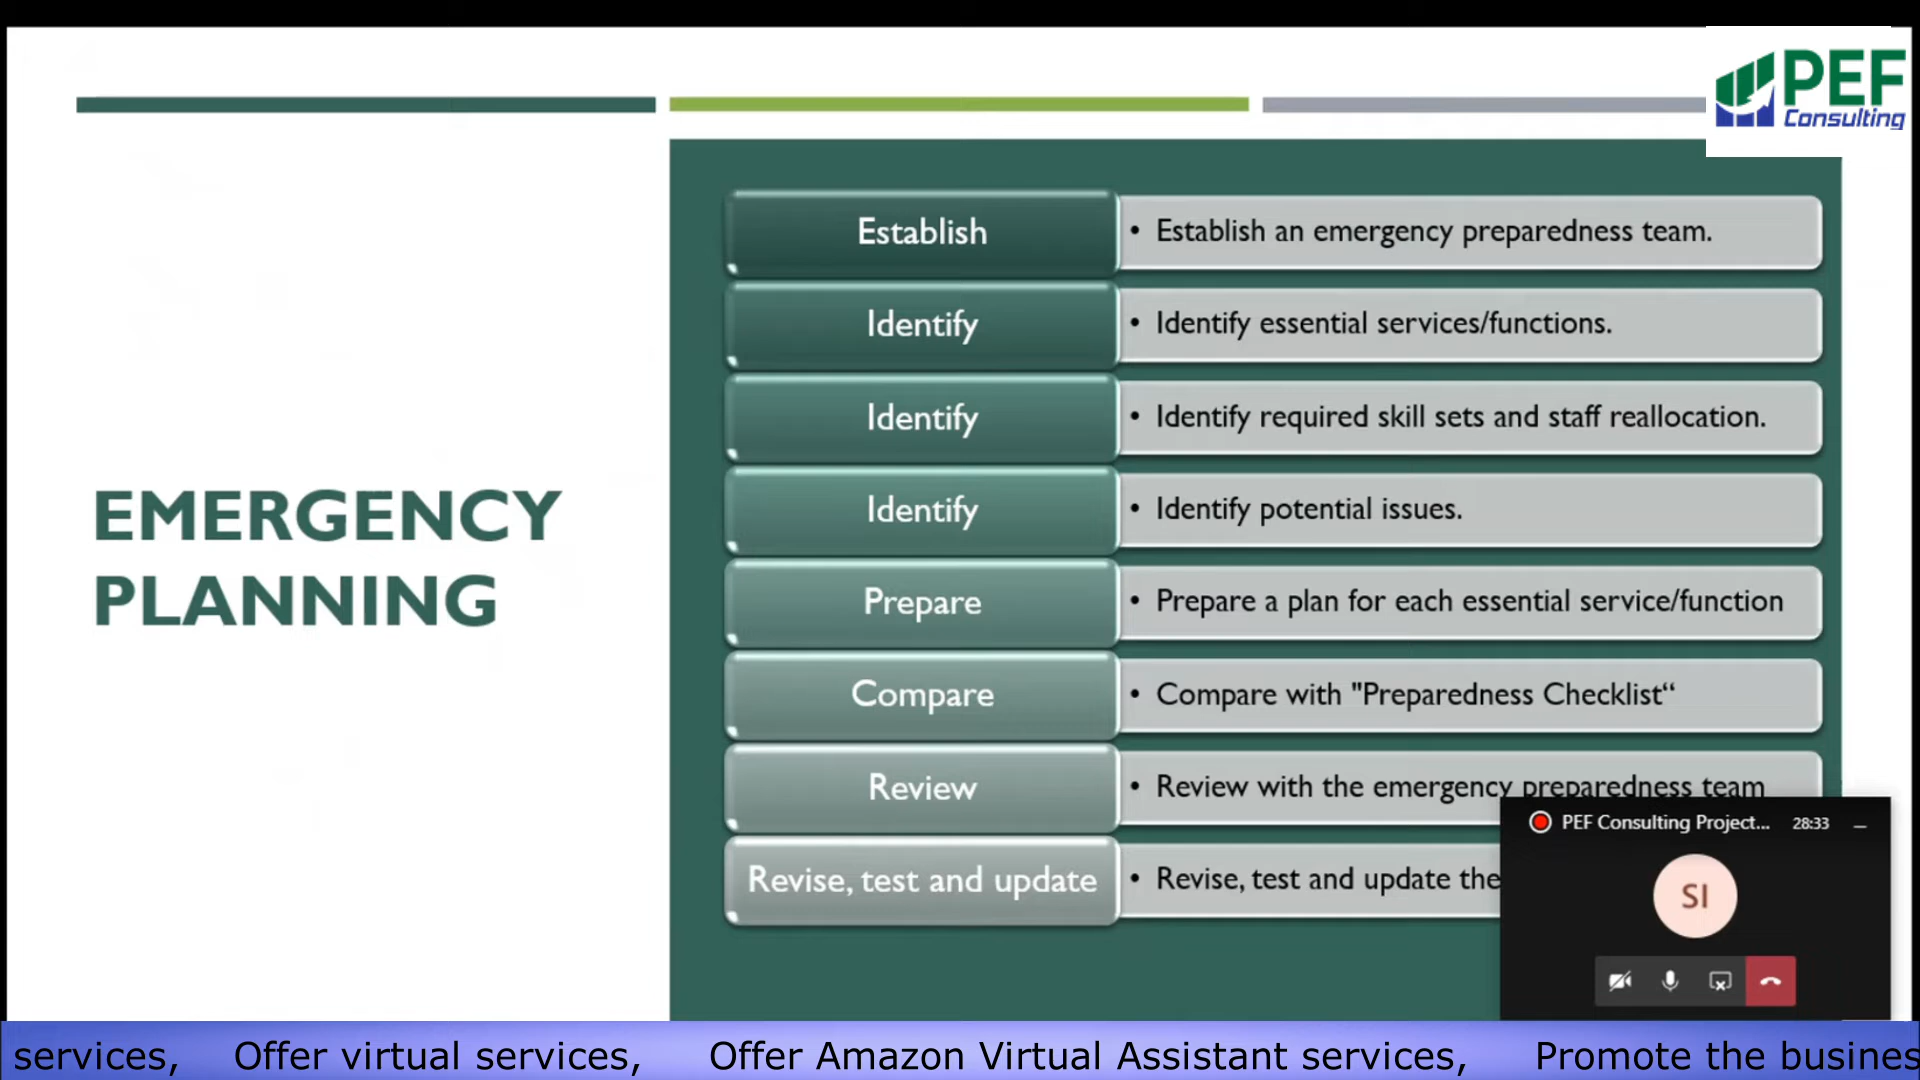 PEF
Consulting
EMERGENCY
PLANNING
Establish
• Establish an emergency preparedness team.
Identify
• Identify essential services/functions.
Identify
• Identify required skill sets and staff reallocation.
Identify
• Identify potential issues.
Prepare
• Prepare a plan for each essential service/function
Compare
• Compare with "Preparedness Checklist“
Review
• Review with the emergency preparedness team
Revise, test and update
• Revise, test and update the
PEF Consulting Project... 28:33
SI
services, Offer virtual services, Offer Amazon Virtual Assistant services, Promote the busines